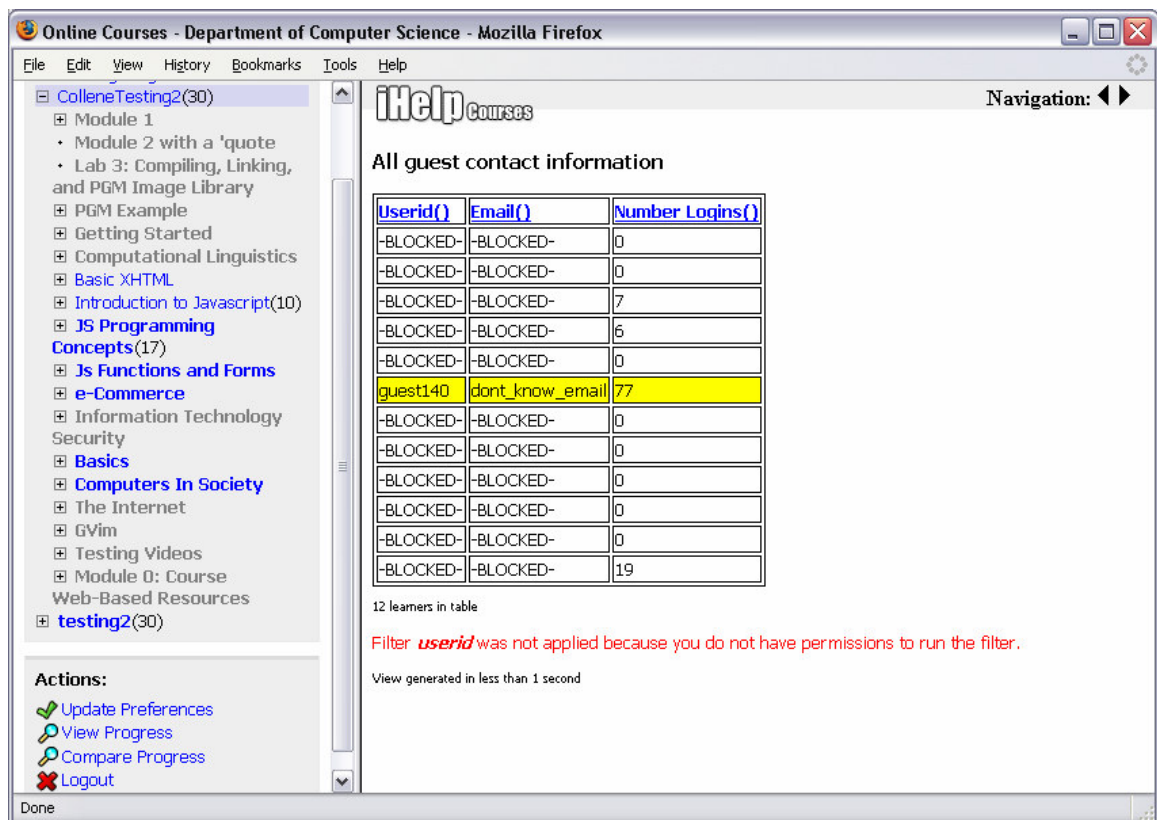 Online Courses - Department of Computer Science - Mozilla Firefox
File Edit View History Bookmarks Tools Help
ColleneTesting2(30)
Module 1
Module 2 with a 'quote
Lab 3: Compiling, Linking,
and PGM Image Library
PGM Example
Getting Started
Computational Linguistics
Basic XHTML
Introduction to Javascript(10)
JS Programming
Concepts(17)
Js Functions and Forms
e-Commerce
Information Technology
Security
Basics
Computers In Society
The Internet
GVim
Testing Videos
Module 0: Course
Web-Based Resources
testing2(30)
Actions:
Update Preferences
View Progress
Compare Progress
Logout
iHelp Courses
Navigation:
All guest contact information
Userid() Email() Number Logins()
-BLOCKED- -BLOCKED- 0
-BLOCKED- -BLOCKED- 0
-BLOCKED- -BLOCKED- 7
-BLOCKED- -BLOCKED- 6
-BLOCKED- -BLOCKED- 0
guest140 dont_know_email 77
-BLOCKED- -BLOCKED- 0
-BLOCKED- -BLOCKED- 0
-BLOCKED- -BLOCKED- 0
-BLOCKED- -BLOCKED- 0
-BLOCKED- -BLOCKED- 0
-BLOCKED- -BLOCKED- 19
12 learners in table
Filter userid was not applied because you do not have permissions to run the filter.
View generated in less than 1 second
Done